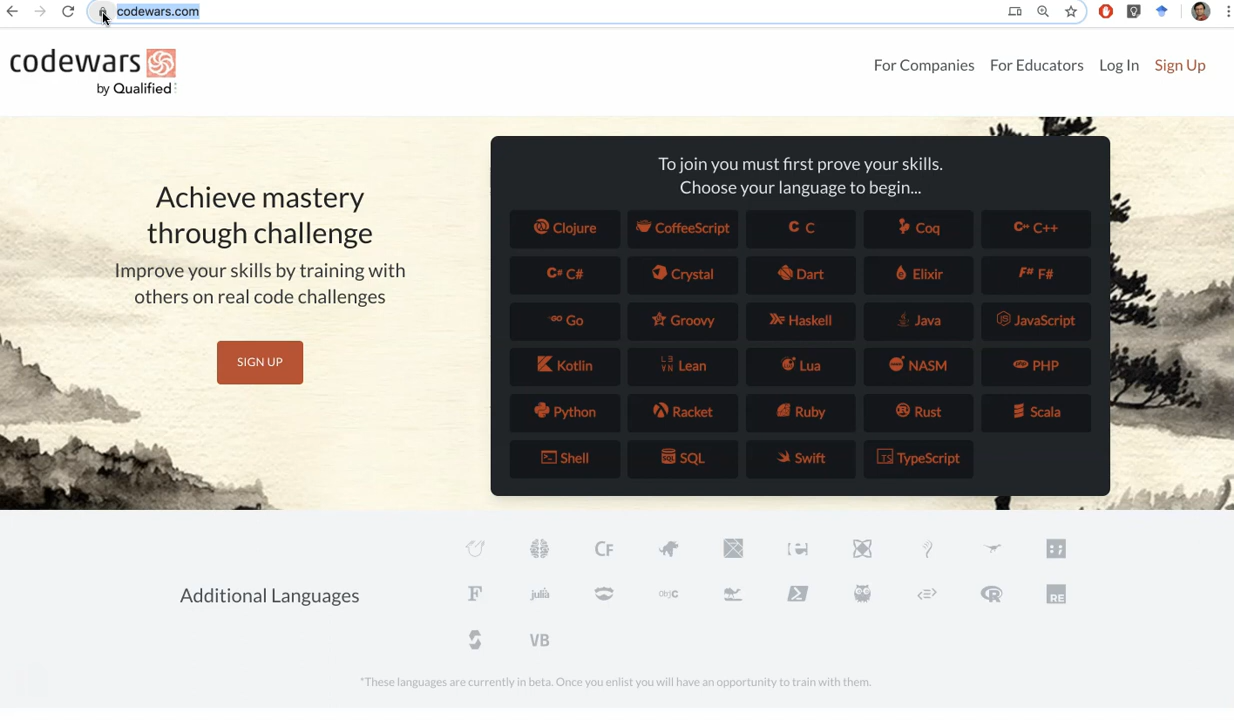 codewars.com
codewars
by Qualified
For Companies For Educators Log In Sign Up
Achieve mastery
through challenge
Improve your skills by training with
others on real code challenges
SIGN UP
To join you must first prove your skills.
Choose your language to begin...
Clojure CoffeeScript C C Coq C++ C++
C# C# Crystal Dart Elixir F# F#
GO Go Groovy Haskell Java JS JavaScript
Kotlin L∃∀N Lean Lua NASM PHP
Python Racket Ruby Rust Scala
Shell SQL SQL Swift TS TypeScript
Additional Languages
CF
F julia ObjC R RE
VB
*These languages are currently in beta. Once you enlist you will have an opportunity to train with them.